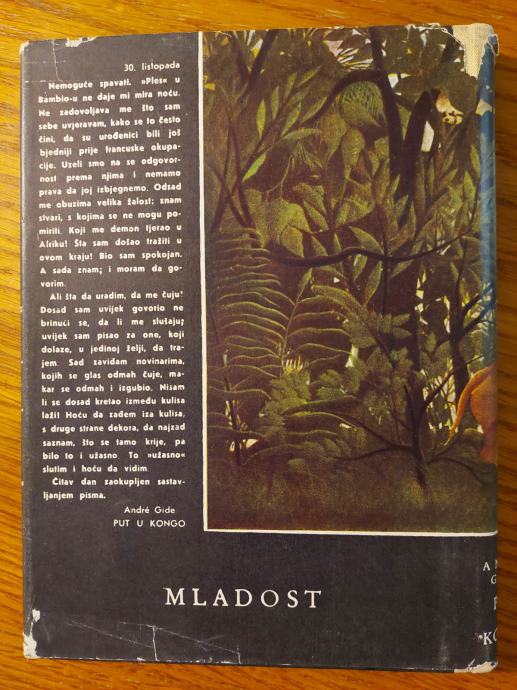 30. listopada
Nemoguće spavati. »Ples« u
Bambio-u ne daje mi mira noću.
Ne zadovoljava me što sam
sebe uvjeravam, kako se to često
čini, da su urođenici bili još
bjedniji prije francuske okupa-
cije. Uzeli smo na se odgovor-
nost prema njima i nemamo
prava da joj izbjegnemo. Odsad
me obuzima velika žalost; znam
stvari, s kojima se ne mogu po-
miriti. Koji me demon tjerao u
Afriku! Šta sam došao tražiti u
ovom kraju! Bio sam spokojan.
A sada znam; i moram da go-
vorim.
Ali šta da uradim, da me čuju!
Dosad sam uvijek govorio ne
brinući se, da li me slušaju;
uvijek sam pisao za one, koji
dolaze, u jedinoj želji, da tra-
jem. Sad zavidam novinarima,
kojih se glas odmah čuje, ma-
kar se odmah i izgubio. Nisam
li se dosad kretao između kulisa
laži! Hoću da zađem iza kulisa,
s druge strane dekora, da najzad
saznam, što se tamo krije, pa
bilo to i užasno. To »užasno«
slutim i hoću da vidim.
Čitav dan zaokupljen sastav-
ljanjem pisma.
André Gide
PUT U KONGO
MLADOST
A
G
KO